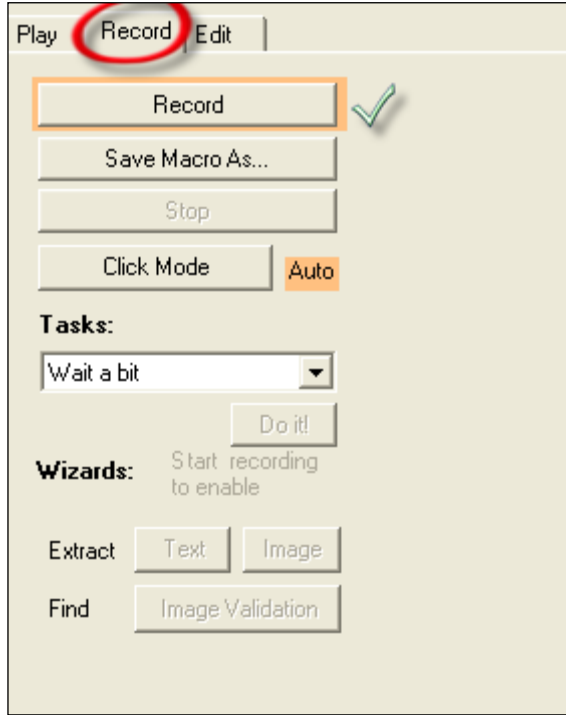 Play Record Edit
Record
Save Macro As...
Stop
Click Mode Auto
Tasks:
Wait a bit
Do it!
Wizards: Start recording
to enable
Extract Text Image
Find Image Validation